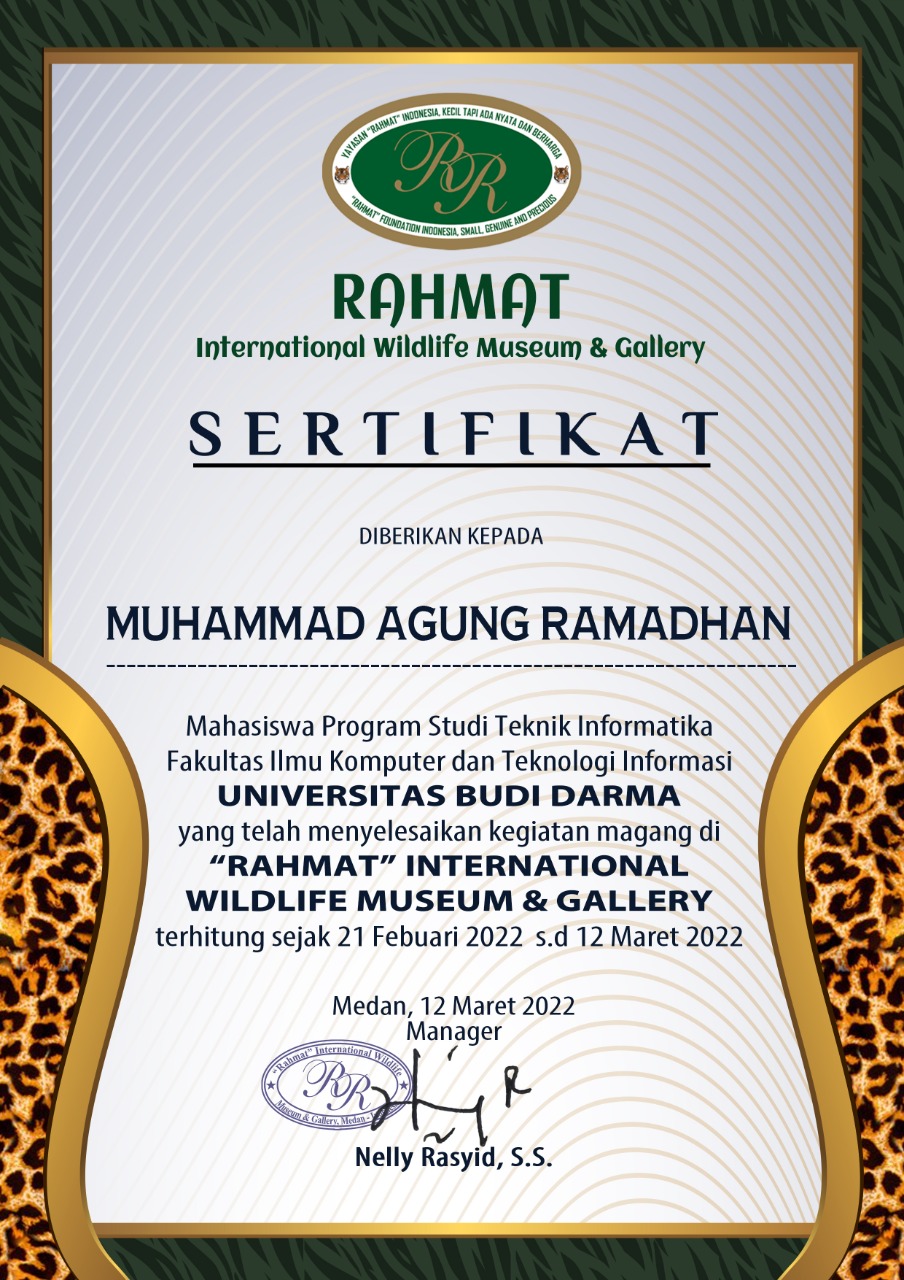 YAYASAN "RAHMAT" INDONESIA, KECIL TAPI ADA NYATA DAN BERHARGA
RR
"RAHMAT" FOUNDATION INDONESIA, SMALL, GENUINE AND PRECIOUS
RAHMAT
International Wildlife Museum & Gallery
SERTIFIKAT
DIBERIKAN KEPADA
MUHAMMAD AGUNG RAMADHAN
Mahasiswa Program Studi Teknik Informatika
Fakultas Ilmu Komputer dan Teknologi Informasi
UNIVERSITAS BUDI DARMA
yang telah menyelesaikan kegiatan magang di
“RAHMAT” INTERNATIONAL
WILDLIFE MUSEUM & GALLERY
terhitung sejak 21 Febuari 2022 s.d 12 Maret 2022
Medan, 12 Maret 2022
Manager
"Rahmat" International Wildlife
RR
Museum & Gallery, Medan -
Nelly Rasyid, S.S.